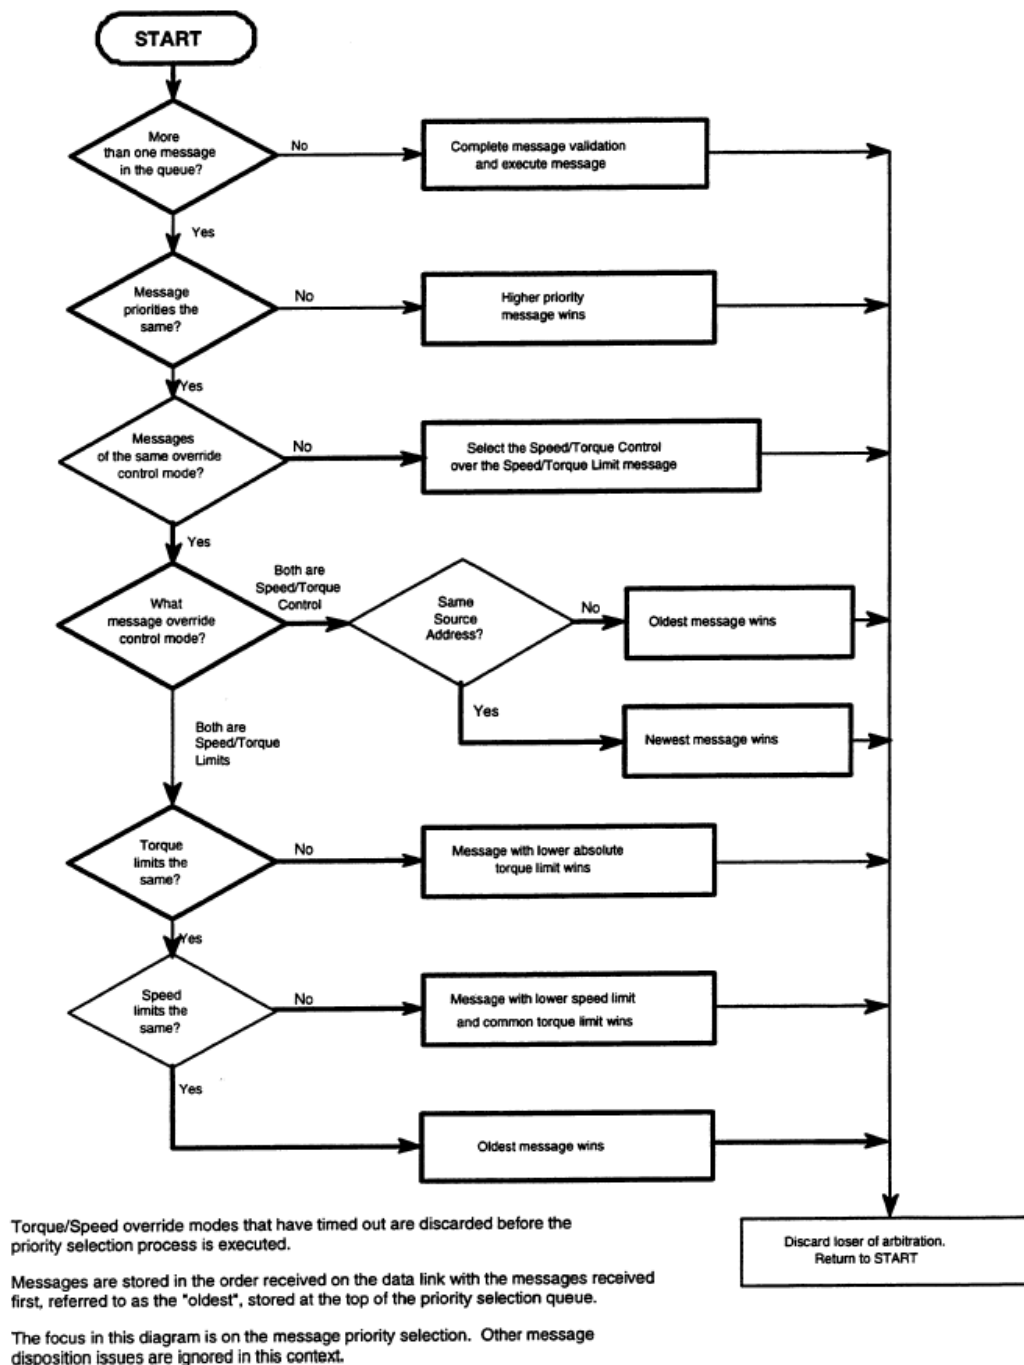 START
More
than one message
in the queue?
No
Complete message validation
and execute message
Yes
Message
priorities the
same?
No
Higher priority
message wins
Yes
Messages
of the same override
control mode?
No
Select the Speed/Torque Control
over the Speed/Torque Limit message
Yes
What
message override
control mode?
Both are
Speed/Torque
Control
Same
Source
Address?
No
Oldest message wins
Yes
Newest message wins
Both are
Speed/Torque
Limits
Torque
limits the
same?
No
Message with lower absolute
torque limit wins
Yes
Speed
limits the
same?
No
Message with lower speed limit
and common torque limit wins
Yes
Oldest message wins
Discard loser of arbitration.
Return to START
Torque/Speed override modes that have timed out are discarded before the
priority selection process is executed.
Messages are stored in the order received on the data link with the messages received
first, referred to as the "oldest", stored at the top of the priority selection queue.
The focus in this diagram is on the message priority selection. Other message
disposition issues are ignored in this context.